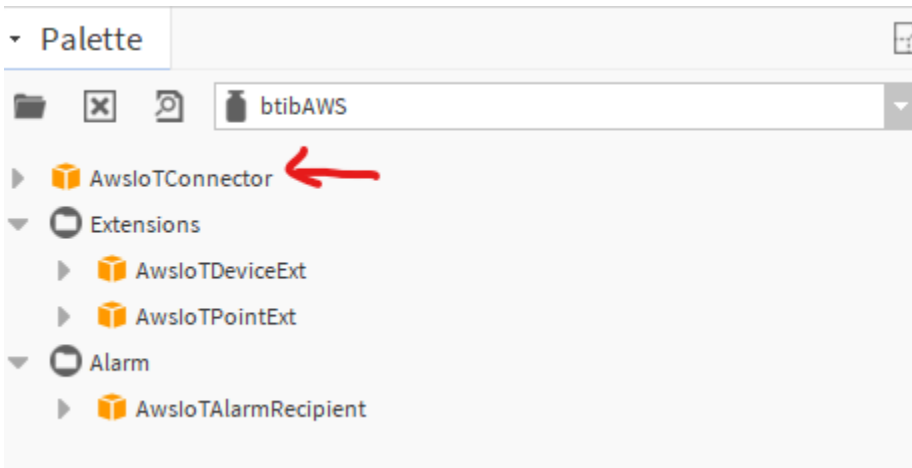 Palette
btibAWS
AwsIoTConnector
Extensions
AwsIoTDeviceExt
AwsIoTPointExt
Alarm
AwsIoTAlarmRecipient